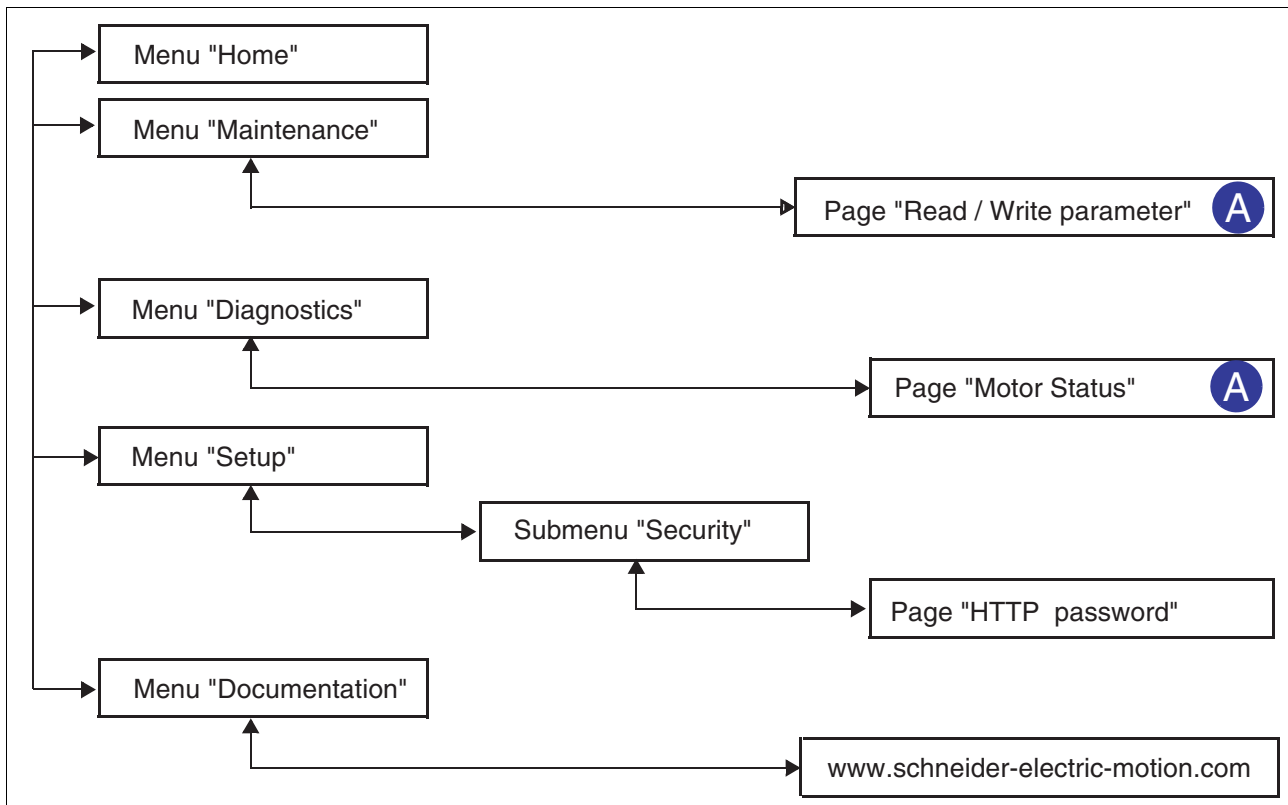 Menu "Home"
Menu "Maintenance"
Page "Read / Write parameter" A
Menu "Diagnostics"
Page "Motor Status" A
Menu "Setup"
Submenu "Security"
Page "HTTP password"
Menu "Documentation"
www.schneider-electric-motion.com